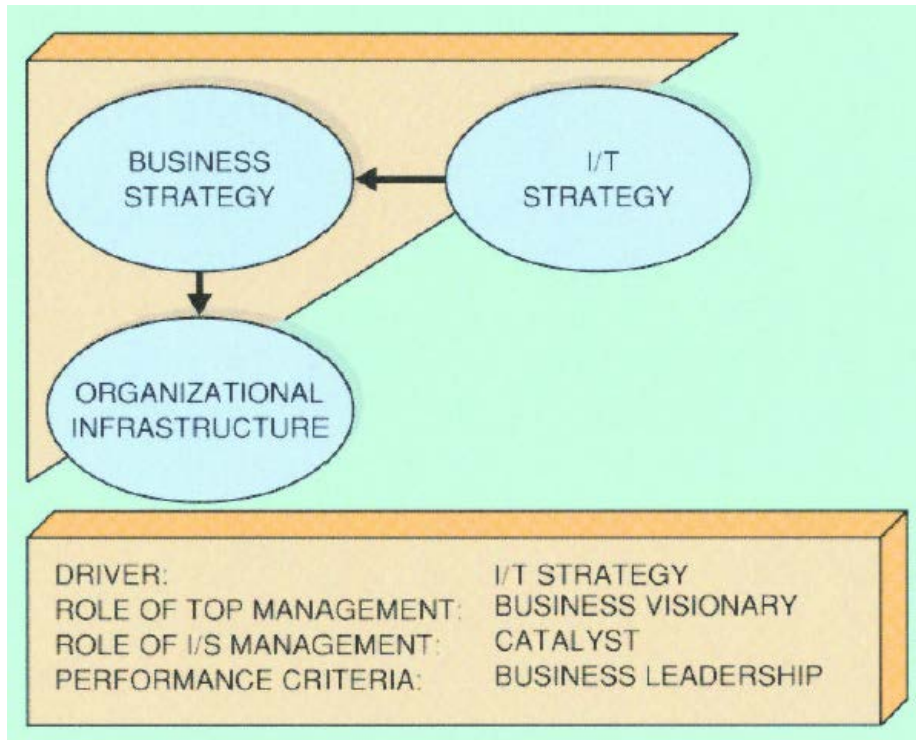 BUSINESS
STRATEGY
I/T
STRATEGY
ORGANIZATIONAL
INFRASTRUCTURE
DRIVER: I/T STRATEGY
ROLE OF TOP MANAGEMENT: BUSINESS VISIONARY
ROLE OF I/S MANAGEMENT: CATALYST
PERFORMANCE CRITERIA: BUSINESS LEADERSHIP